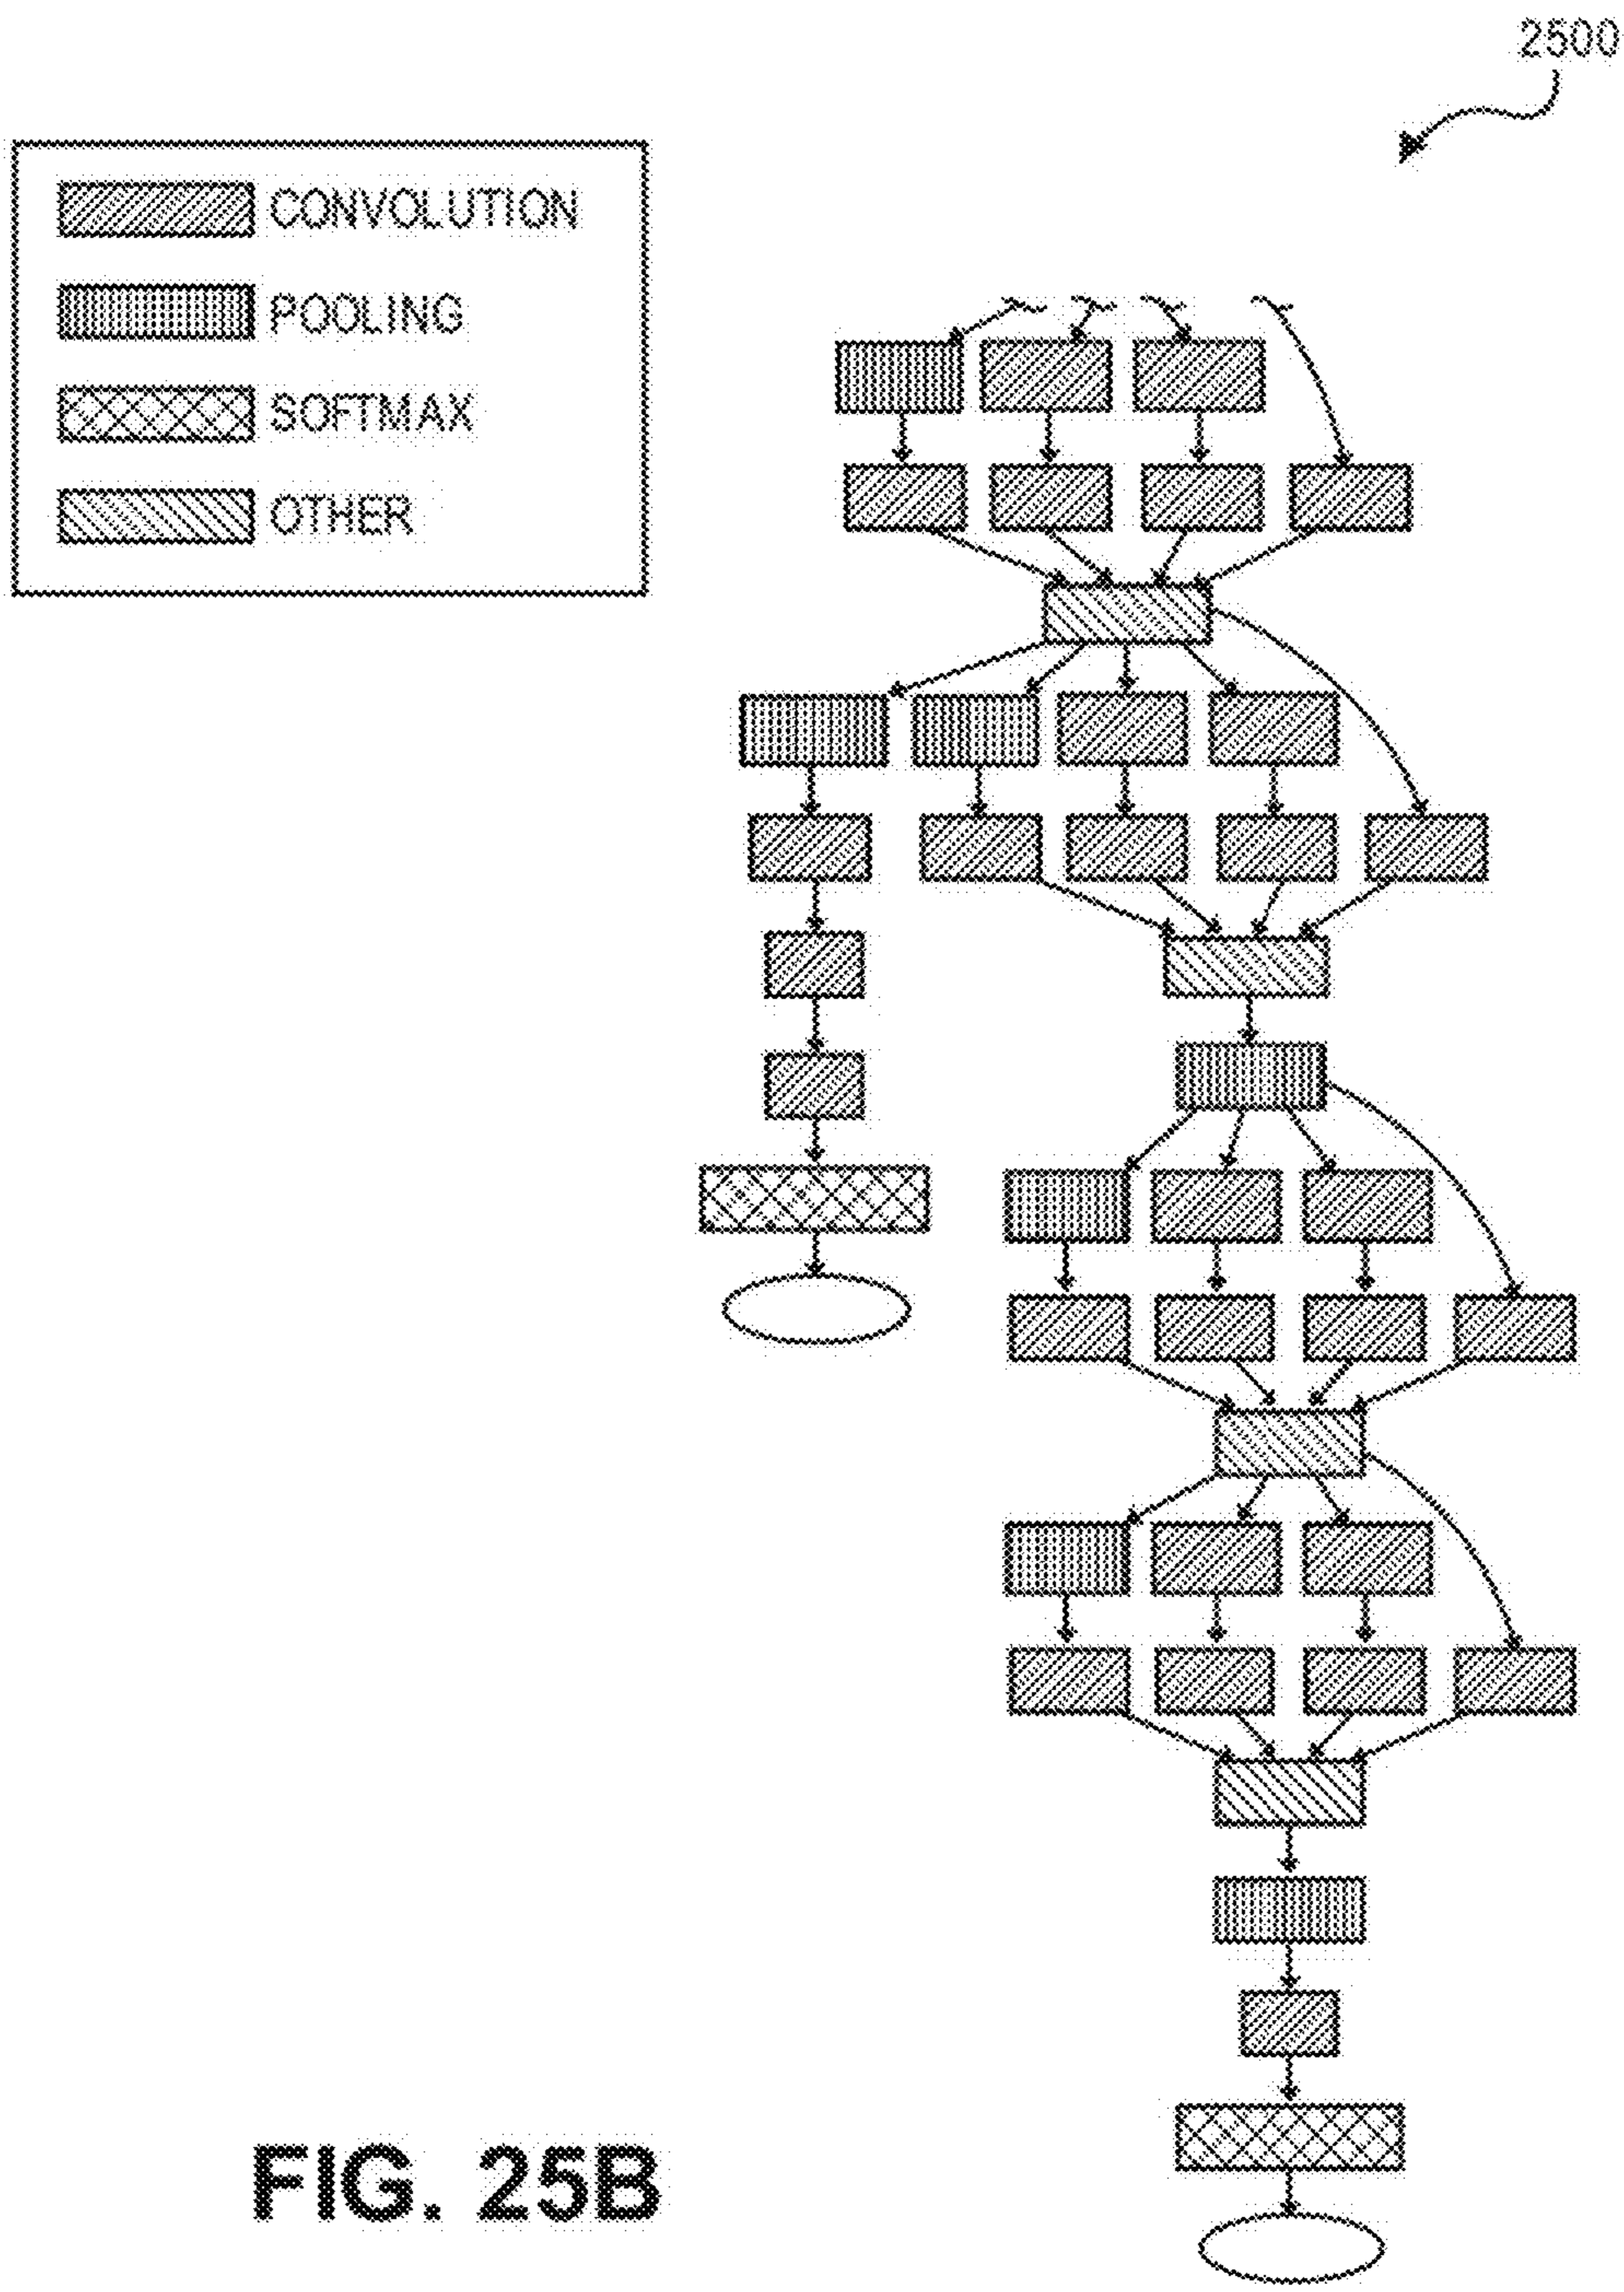 2500
CONVOLUTION
POOLING
SOFTMAX
OTHER
FIG. 25B